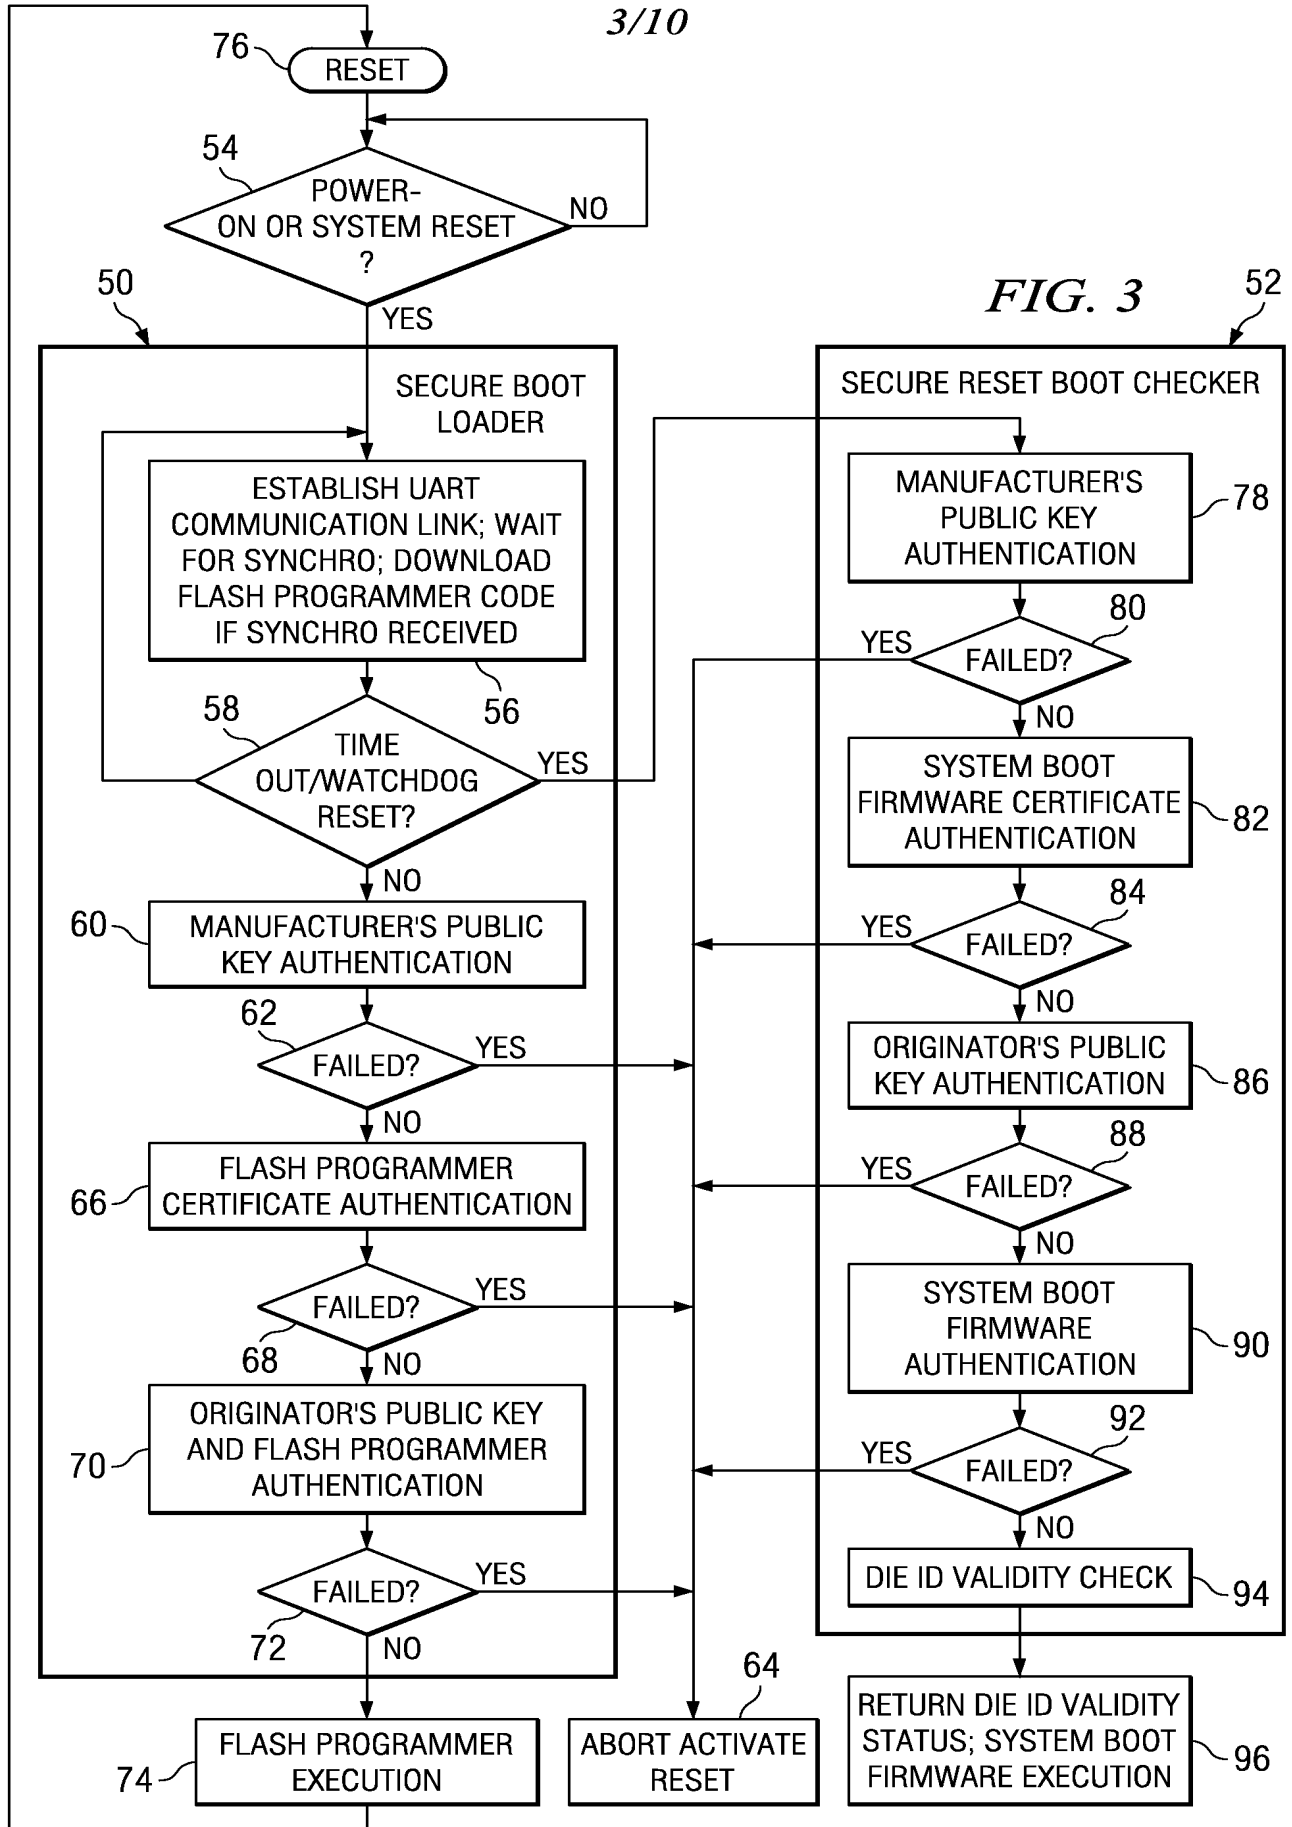 3/10
76
RESET
54
POWER-
ON OR SYSTEM RESET
?
NO
YES
FIG. 3
50
SECURE BOOT
LOADER
ESTABLISH UART
COMMUNICATION LINK; WAIT
FOR SYNCHRO; DOWNLOAD
FLASH PROGRAMMER CODE
IF SYNCHRO RECEIVED
56
58
TIME
OUT/WATCHDOG
RESET?
YES
NO
60
MANUFACTURER'S PUBLIC
KEY AUTHENTICATION
62
FAILED?
YES
NO
66
FLASH PROGRAMMER
CERTIFICATE AUTHENTICATION
FAILED?
YES
68
NO
70
ORIGINATOR'S PUBLIC KEY
AND FLASH PROGRAMMER
AUTHENTICATION
FAILED?
YES
72
NO
74
FLASH PROGRAMMER
EXECUTION
64
ABORT ACTIVATE
RESET
52
SECURE RESET BOOT CHECKER
MANUFACTURER'S
PUBLIC KEY
AUTHENTICATION
78
80
YES
FAILED?
NO
SYSTEM BOOT
FIRMWARE CERTIFICATE
AUTHENTICATION
82
84
YES
FAILED?
NO
ORIGINATOR'S PUBLIC
KEY AUTHENTICATION
86
88
YES
FAILED?
NO
SYSTEM BOOT
FIRMWARE
AUTHENTICATION
90
92
YES
FAILED?
NO
DIE ID VALIDITY CHECK
94
RETURN DIE ID VALIDITY
STATUS; SYSTEM BOOT
FIRMWARE EXECUTION
96